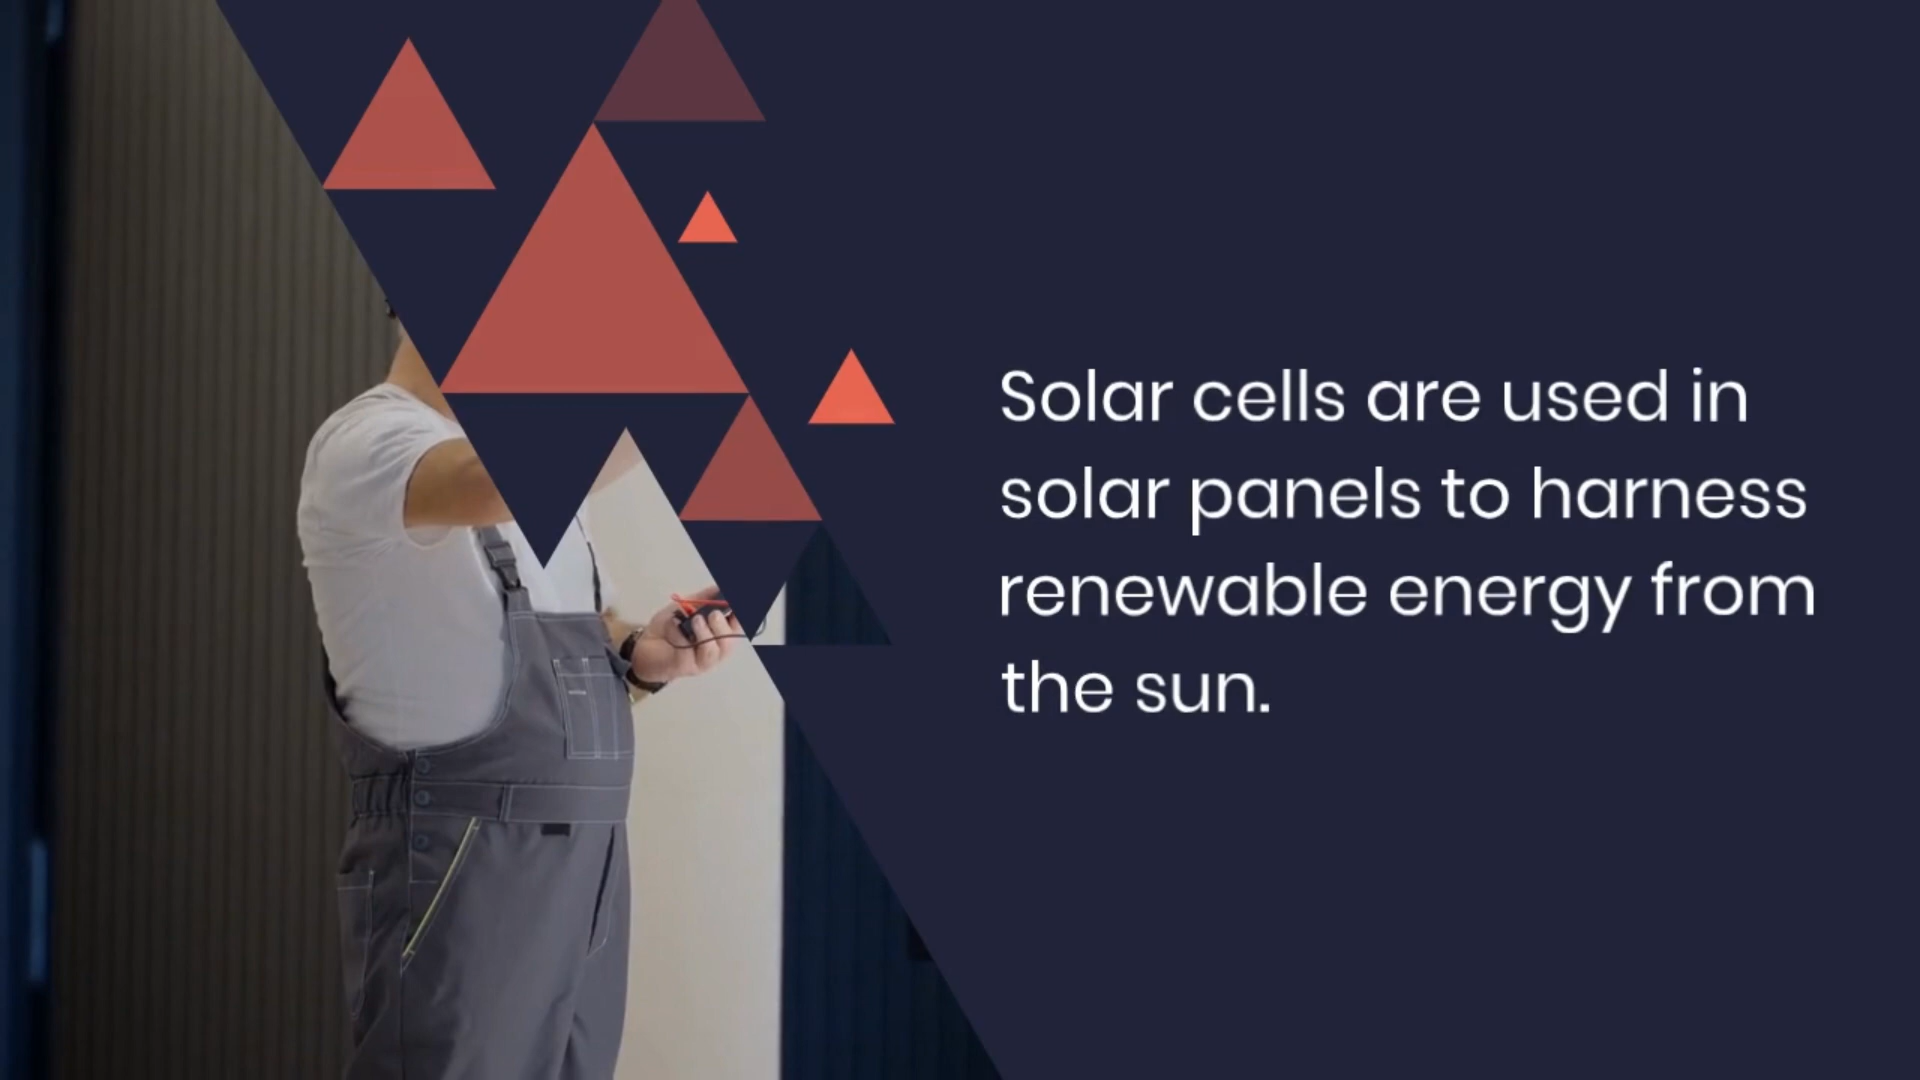 Solar cells are used in
solar panels to harness
renewable energy from
the sun.